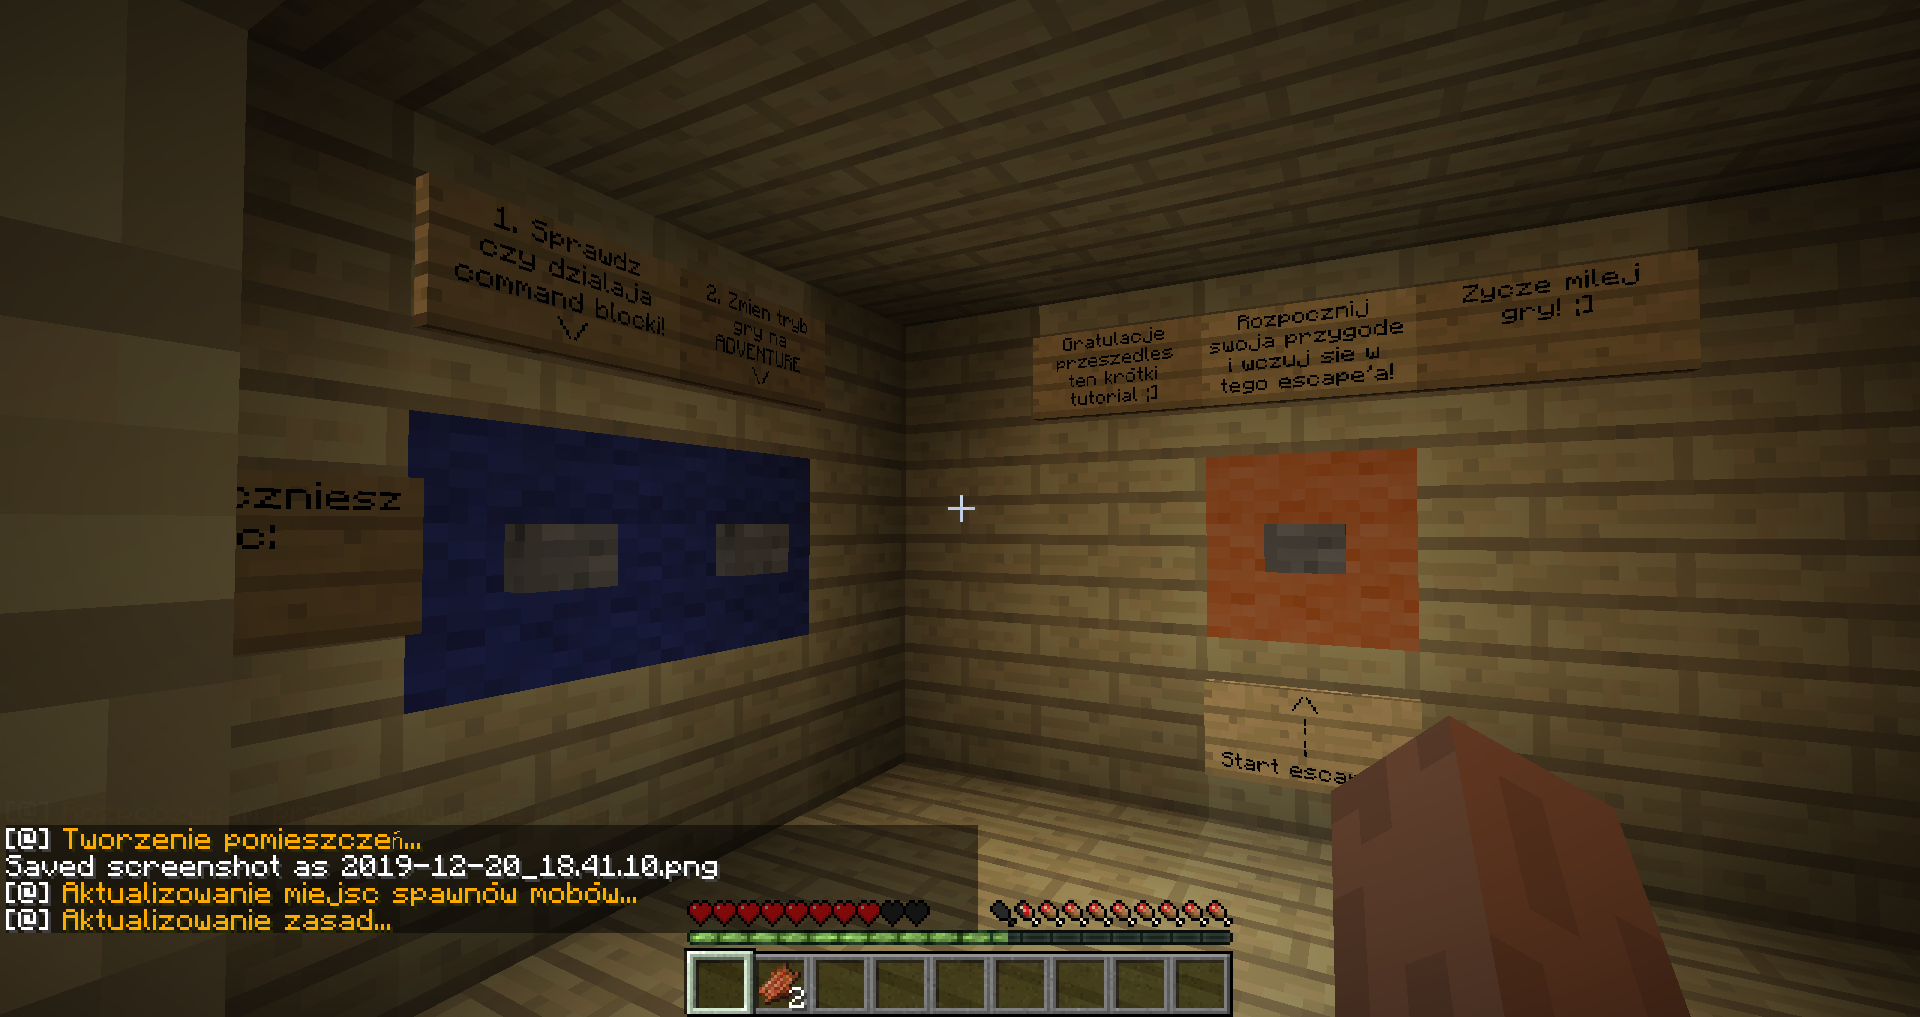 1. Sprawdz
czy dzialaja
command blocki!
\/
2. Zmien tryb
gry na
ADVENTURE
\/
Gratulacje
przeszedles
ten krótki
tutorial ;]
Rozpocznij
swoja przygode
i wczuj sie w
tego escape'a!
Zycze milej
gry! ;]
czniesz
c:
Start esca
[@] Tworzenie pomieszczeń...
Saved screenshot as 2019-12-20_18.41.10.png
[@] Aktualizowanie miejsc spawnów mobów...
[@] Aktualizowanie zasad...
2